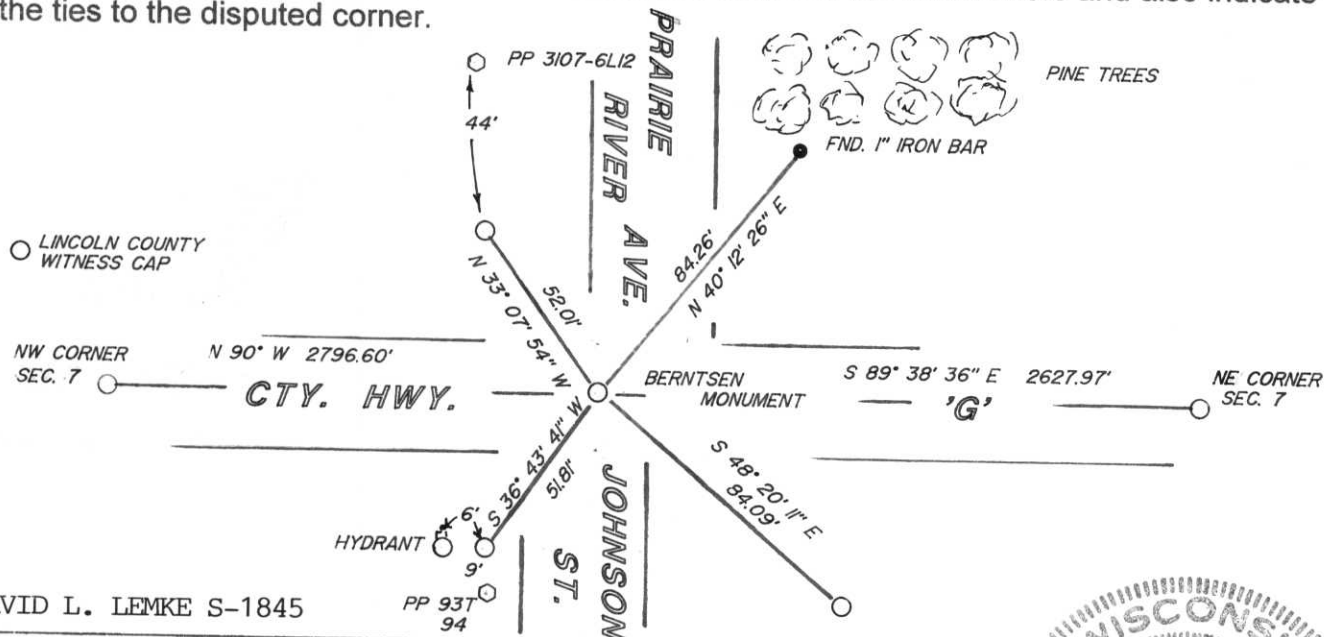 and also indicate
the ties to the disputed corner.
PP 3107-6L12
PRAIRIE
RIVER AVE.
PINE TREES
44'
FND. 1" IRON BAR
LINCOLN COUNTY
WITNESS CAP
N 33° 07' 54" W
52.01'
84.26'
N 40° 12' 26" E
NW CORNER
SEC. 7
N 90° W 2796.60'
CTY. HWY.
BERNTSEN
MONUMENT
S 89° 38' 36" E 2627.97'
'G'
NE CORNER
SEC. 7
S 36° 43' 41" W
51.81'
S 48° 20' 11" E
84.09'
HYDRANT
6'
9'
JOHNSON
ST.
PP 93T
94
VID L. LEMKE S-1845
WISCONS